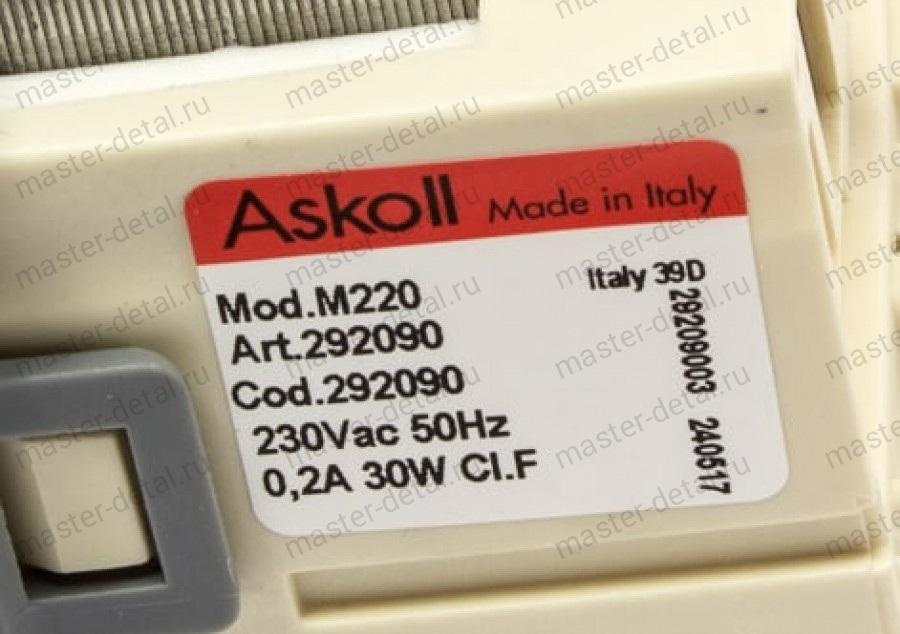 Askoll Made in Italy
Mod.M220
Italy 39D
Art.292090
Cod.292090
230Vac 50Hz
0,2A 30W Cl.F
29209003 240517
master-detal.ru